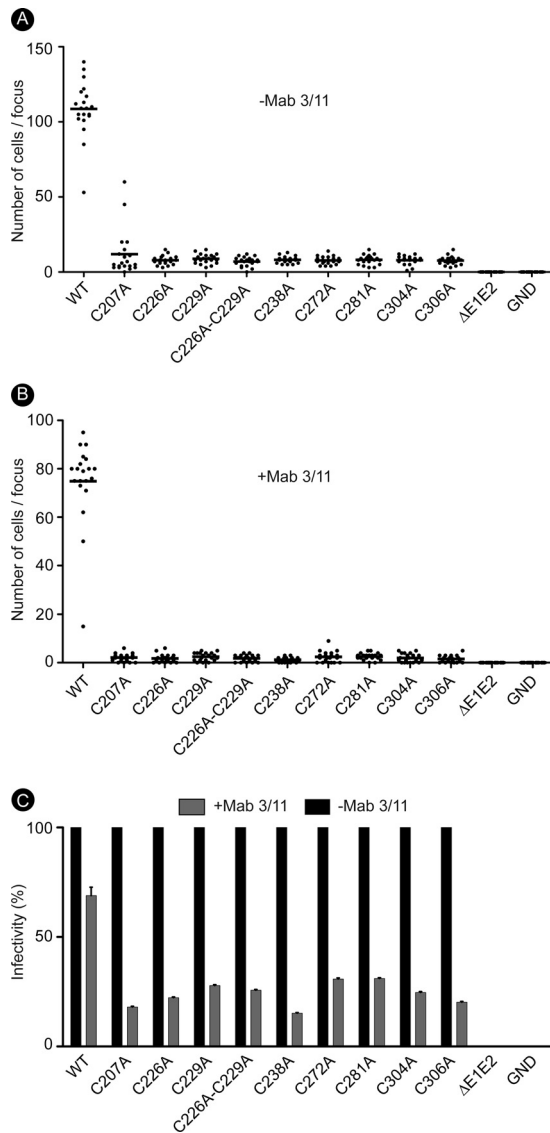 A
Number of cells / focus
150
100
50
0
-Mab 3/11
WT
C207A
C226A
C229A
C226A-C229A
C238A
C272A
C281A
C304A
C306A
ΔE1E2
GND
B
Number of cells / focus
100
80
60
40
20
0
+Mab 3/11
WT
C207A
C226A
C229A
C226A-C229A
C238A
C272A
C281A
C304A
C306A
ΔE1E2
GND
C
+Mab 3/11 -Mab 3/11
Infectivity (%)
100
50
0
WT
C207A
C226A
C229A
C226A-C229A
C238A
C272A
C281A
C304A
C306A
ΔE1E2
GND